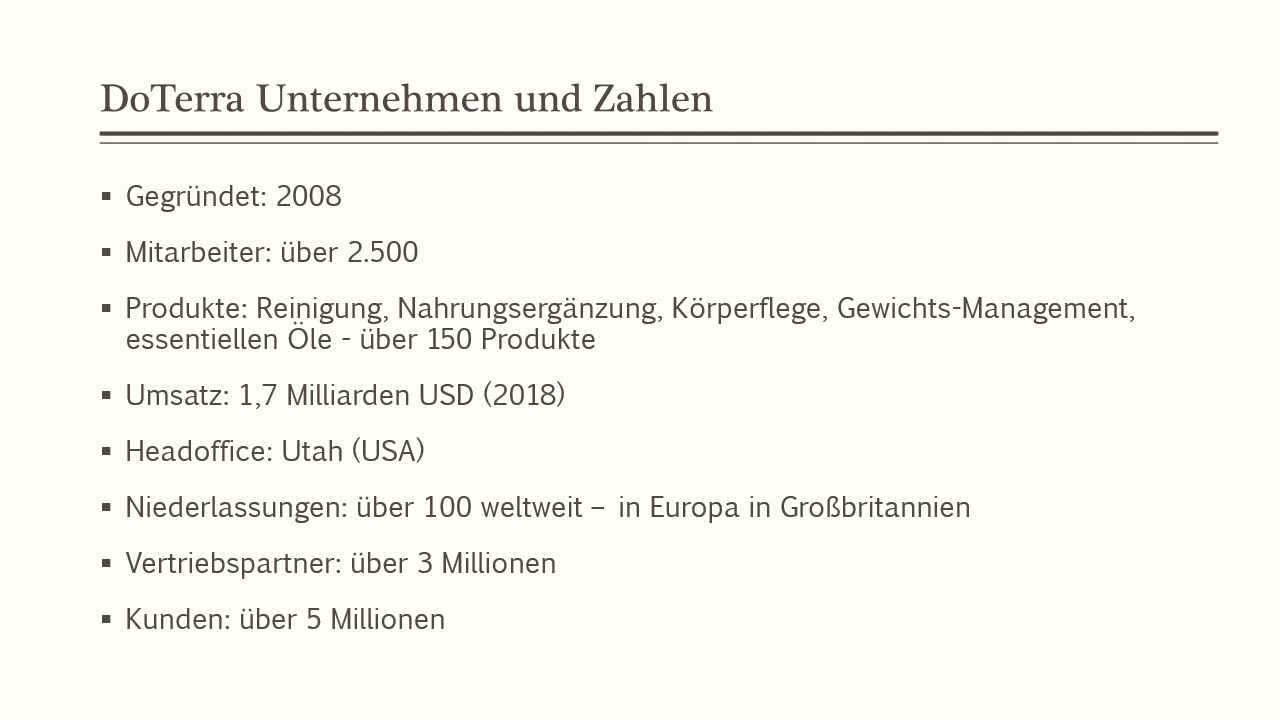 DoTerra Unternehmen und Zahlen
▪ Gegründet: 2008
▪ Mitarbeiter: über 2.500
▪ Produkte: Reinigung, Nahrungsergänzung, Körperflege, Gewichts-Management,
essentiellen Öle - über 150 Produkte
▪ Umsatz: 1,7 Milliarden USD (2018)
▪ Headoffice: Utah (USA)
▪ Niederlassungen: über 100 weltweit – in Europa in Großbritannien
▪ Vertriebspartner: über 3 Millionen
▪ Kunden: über 5 Millionen